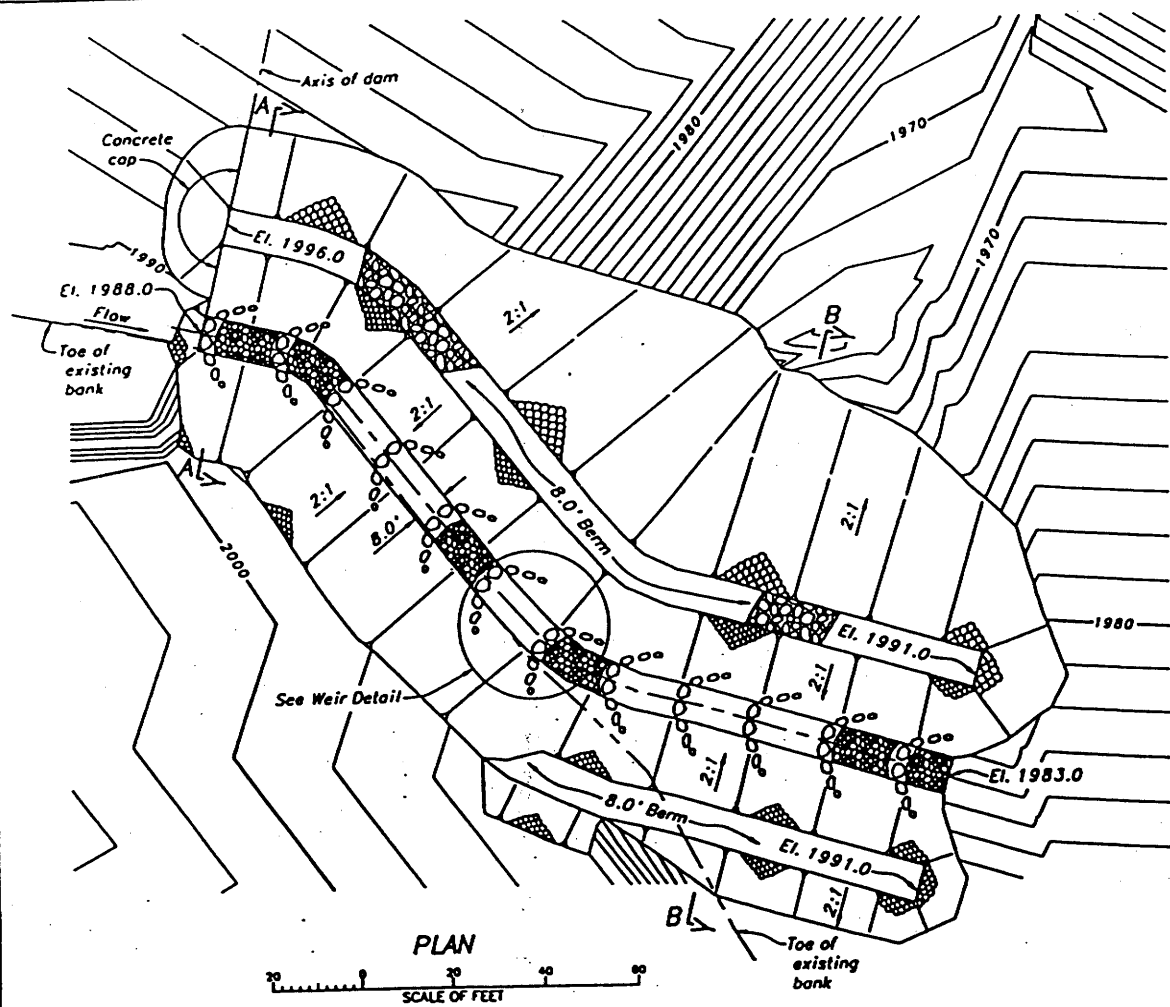 Axis of dam
A
Concrete
cap
1980
1970
El. 1996.0
1990
1970
El. 1988.0
Flow
2:1
B
Toe of
existing
bank
2:1
A
2:1
8.0'
8.0' Berm
2:1
2000
1980
El. 1991.0
See Weir Detail
2:1
2:1
El. 1983.0
8.0' Berm
El. 1991.0
2:1
B
PLAN
Toe of
existing
bank
20 0 20 40 60
SCALE OF FEET